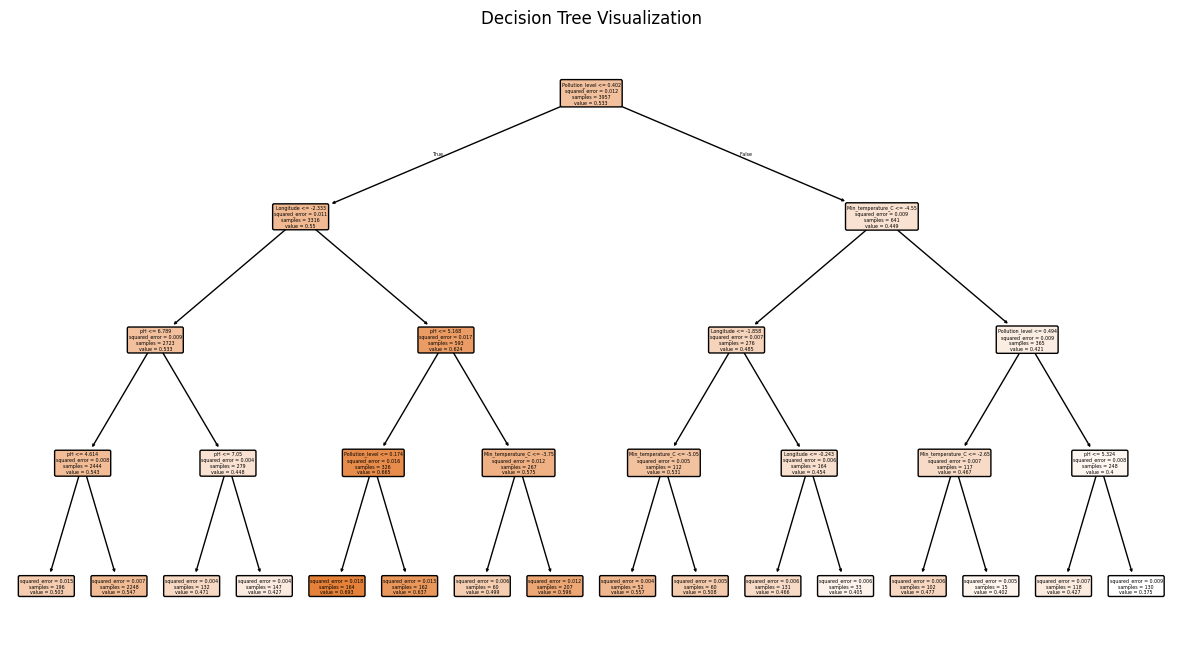 Decision Tree Visualization
Pollution_level <= 0.402
squared_error = 0.012
samples = 3957
value = 0.533
True
False
Longitude <= -2.333
squared_error = 0.011
samples = 3316
value = 0.55
Min_temperature_C <= -4.55
squared_error = 0.009
samples = 641
value = 0.449
pH <= 6.789
squared_error = 0.009
samples = 2723
value = 0.533
pH <= 5.168
squared_error = 0.017
samples = 593
value = 0.624
Longitude <= -1.858
squared_error = 0.007
samples = 276
value = 0.485
Pollution_level <= 0.494
squared_error = 0.009
samples = 365
value = 0.421
pH <= 4.614
squared_error = 0.008
samples = 2444
value = 0.543
pH <= 7.05
squared_error = 0.004
samples = 279
value = 0.448
Pollution_level <= 0.174
squared_error = 0.016
samples = 326
value = 0.665
Min_temperature_C <= -3.75
squared_error = 0.012
samples = 267
value = 0.575
Min_temperature_C <= -5.05
squared_error = 0.005
samples = 112
value = 0.531
Longitude <= -0.243
squared_error = 0.006
samples = 164
value = 0.454
Min_temperature_C <= -2.65
squared_error = 0.007
samples = 117
value = 0.467
pH <= 5.324
squared_error = 0.008
samples = 248
value = 0.4
squared_error = 0.015
samples = 196
value = 0.503
squared_error = 0.007
samples = 2248
value = 0.547
squared_error = 0.004
samples = 132
value = 0.471
squared_error = 0.004
samples = 147
value = 0.427
squared_error = 0.018
samples = 164
value = 0.693
squared_error = 0.013
samples = 162
value = 0.637
squared_error = 0.006
samples = 60
value = 0.499
squared_error = 0.012
samples = 207
value = 0.596
squared_error = 0.004
samples = 52
value = 0.557
squared_error = 0.005
samples = 60
value = 0.508
squared_error = 0.006
samples = 131
value = 0.466
squared_error = 0.006
samples = 33
value = 0.405
squared_error = 0.006
samples = 102
value = 0.477
squared_error = 0.005
samples = 15
value = 0.402
squared_error = 0.007
samples = 118
value = 0.427
squared_error = 0.009
samples = 130
value = 0.375